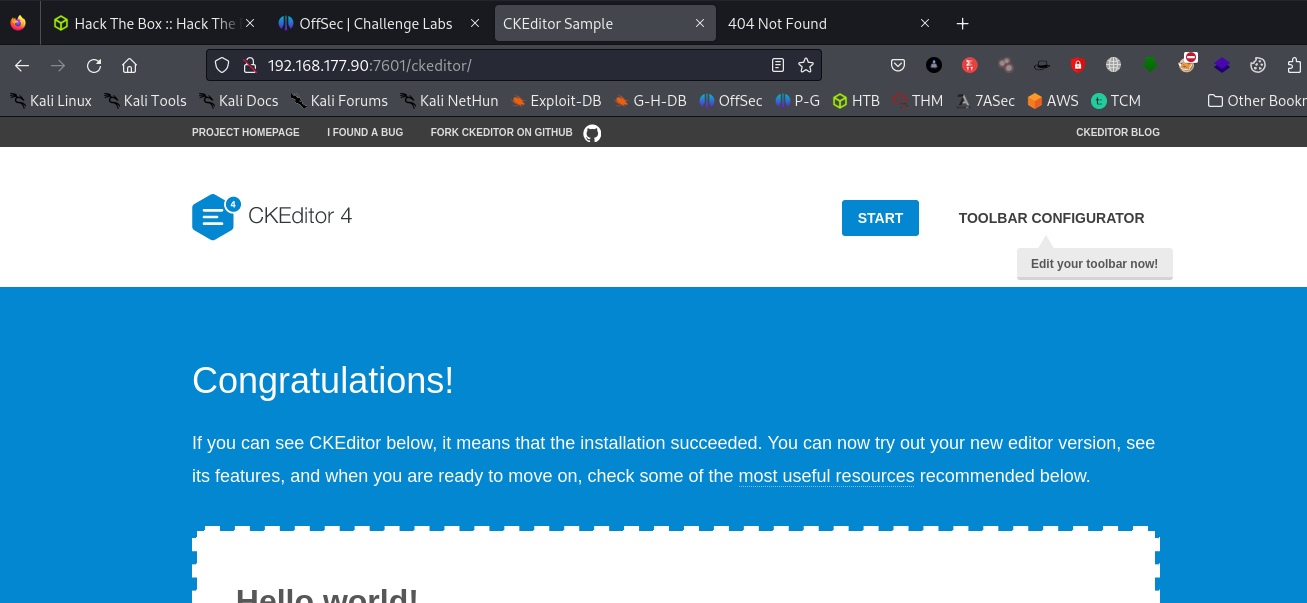 Hack The Box :: Hack The
OffSec | Challenge Labs
CKEditor Sample
404 Not Found
192.168.177.90:7601/ckeditor/
Kali Linux Kali Tools Kali Docs Kali Forums Kali NetHun Exploit-DB G-H-DB OffSec P-G HTB THM 7ASec AWS TCM Other Bookr
PROJECT HOMEPAGE I FOUND A BUG FORK CKEDITOR ON GITHUB CKEDITOR BLOG
4
CKEditor 4
START TOOLBAR CONFIGURATOR
Edit your toolbar now!
Congratulations!
If you can see CKEditor below, it means that the installation succeeded. You can now try out your new editor version, see
its features, and when you are ready to move on, check some of the most useful resources recommended below.
Hello world!